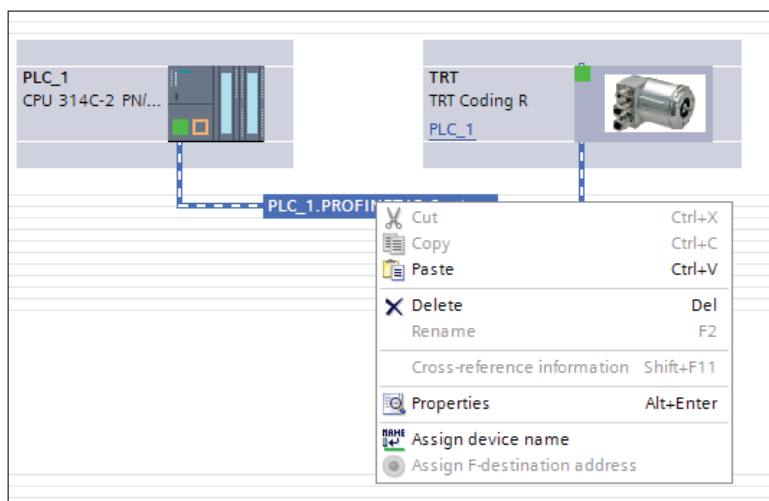 PLC_1
CPU 314C-2 PN/...
TRT
TRT Coding R
PLC_1
PLC_1.PROFINET
Cut Ctrl+X
Copy Ctrl+C
Paste Ctrl+V
Delete Del
Rename F2
Cross-reference information Shift+F11
Properties Alt+Enter
NAME
Assign device name
Assign F-destination address